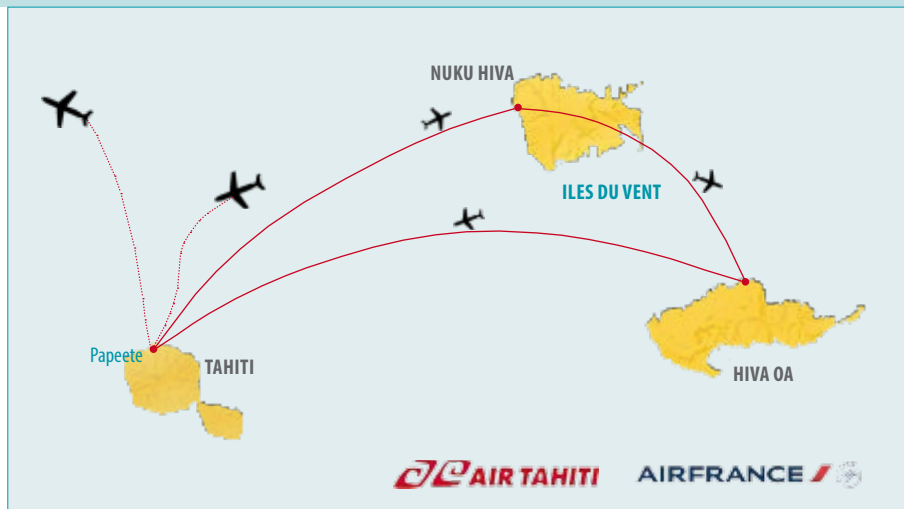 NUKU HIVA
ILES DU VENT
Papeete
TAHITI
HIVA OA
AIR TAHITI
AIRFRANCE